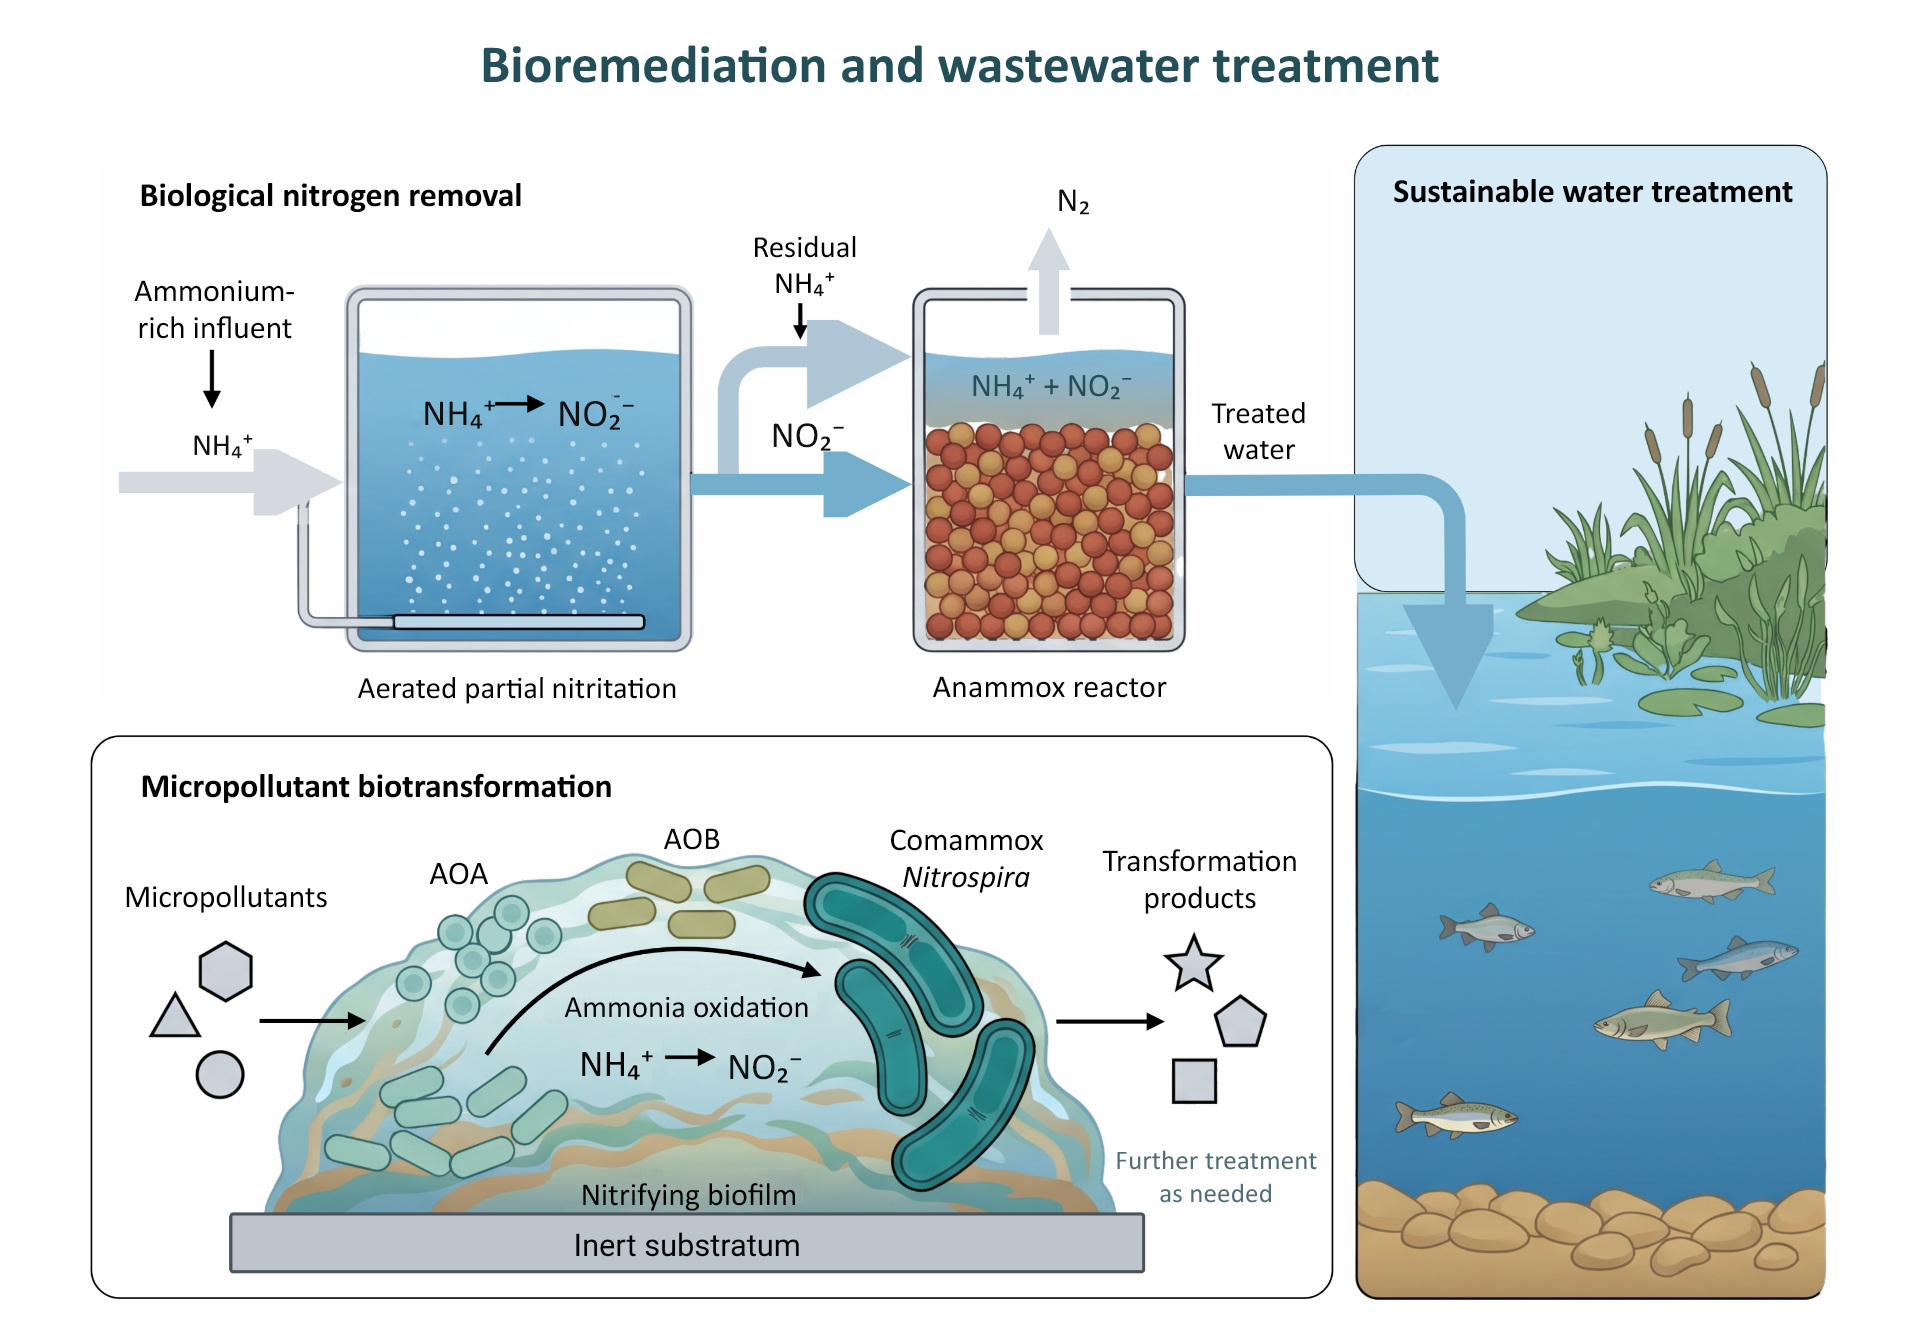 Bioremediation and wastewater treatment
Biological nitrogen removal
Ammonium-
rich influent
NH₄⁺
NH₄⁺ → NO₂⁻
Aerated partial nitritation
Residual
NH₄⁺
NO₂⁻
N₂
NH₄⁺ + NO₂⁻
Anammox reactor
Treated
water
Sustainable water treatment
Micropollutant biotransformation
Micropollutants
AOA
AOB
Comammox
Nitrospira
Ammonia oxidation
NH₄⁺ → NO₂⁻
Nitrifying biofilm
Inert substratum
Transformation
products
Further treatment
as needed